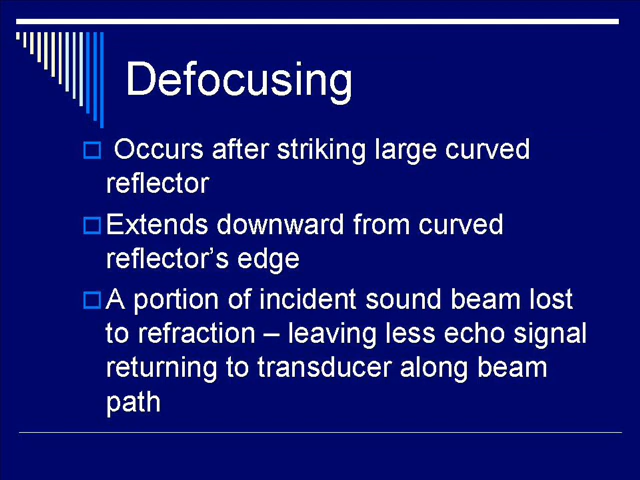 Defocusing
Occurs after striking large curved
reflector
Extends downward from curved
reflector's edge
A portion of incident sound beam lost
to refraction – leaving less echo signal
returning to transducer along beam
path